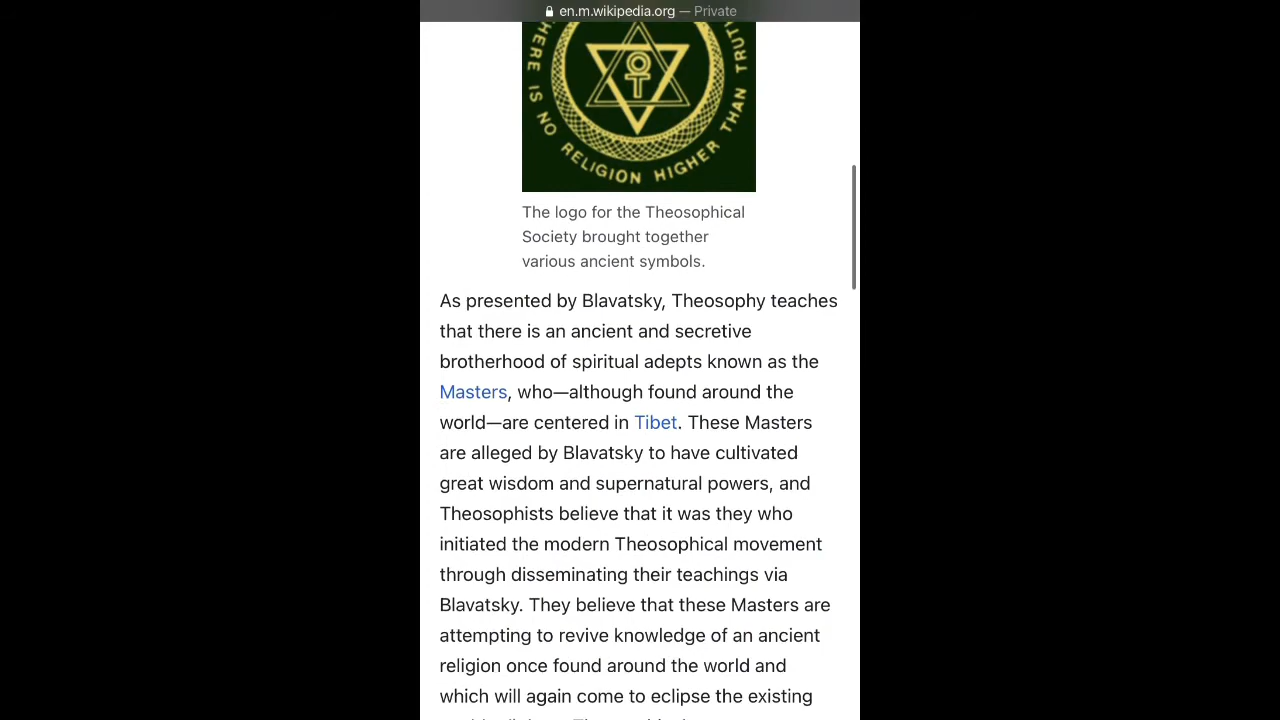 en.m.wikipedia.org — Private
HERE IS NO RELIGION HIGHER THAN TRUTH
The logo for the Theosophical
Society brought together
various ancient symbols.
As presented by Blavatsky, Theosophy teaches
that there is an ancient and secretive
brotherhood of spiritual adepts known as the
Masters, who—although found around the
world—are centered in Tibet. These Masters
are alleged by Blavatsky to have cultivated
great wisdom and supernatural powers, and
Theosophists believe that it was they who
initiated the modern Theosophical movement
through disseminating their teachings via
Blavatsky. They believe that these Masters are
attempting to revive knowledge of an ancient
religion once found around the world and
which will again come to eclipse the existing